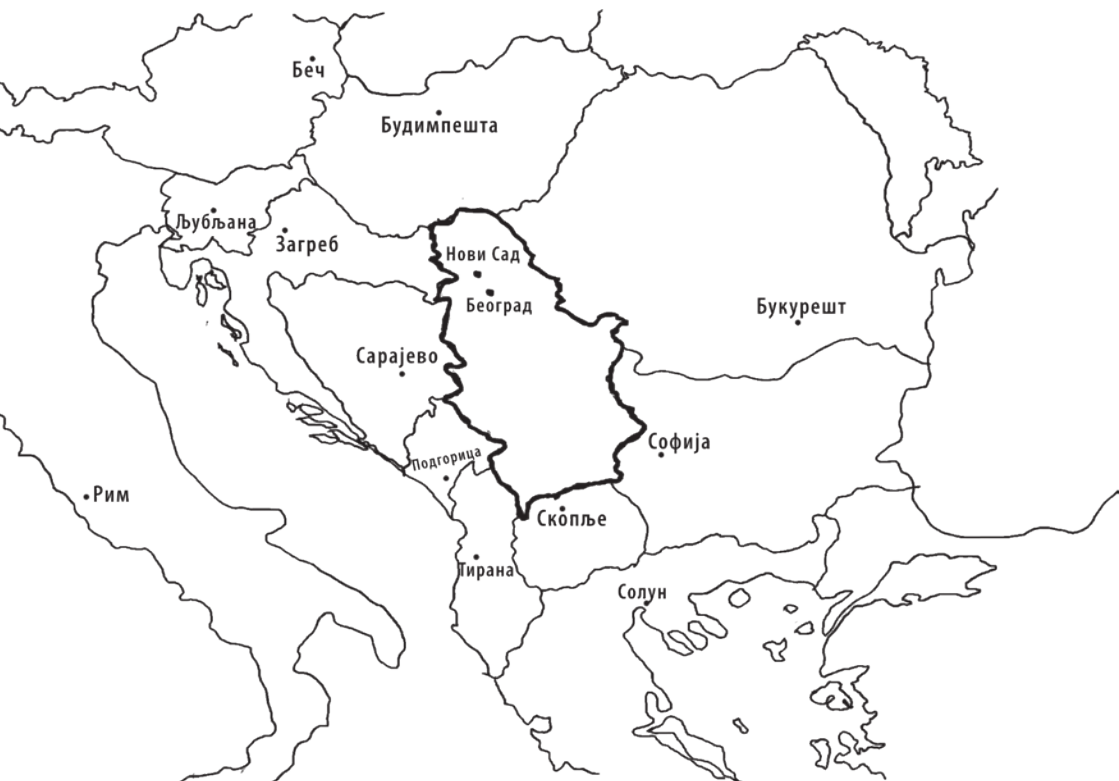 Беч
Будимпешта
Љубљана
Загреб
Нови Сад
Београд
Букурешт
Сарајево
Софија
Подгорица
Рим
Скопље
Тирана
Солун